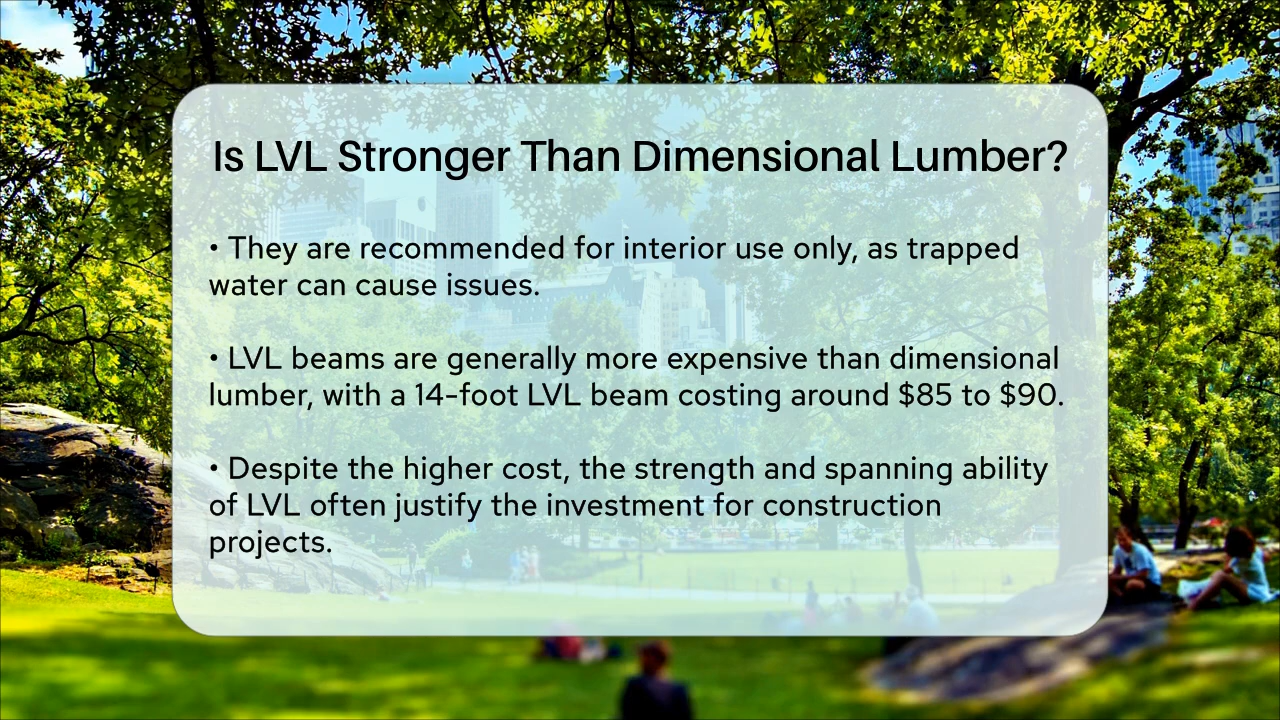 Is LVL Stronger Than Dimensional Lumber?
• They are recommended for interior use only, as trapped
water can cause issues.
• LVL beams are generally more expensive than dimensional
lumber, with a 14-foot LVL beam costing around $85 to $90.
• Despite the higher cost, the strength and spanning ability
of LVL often justify the investment for construction
projects.